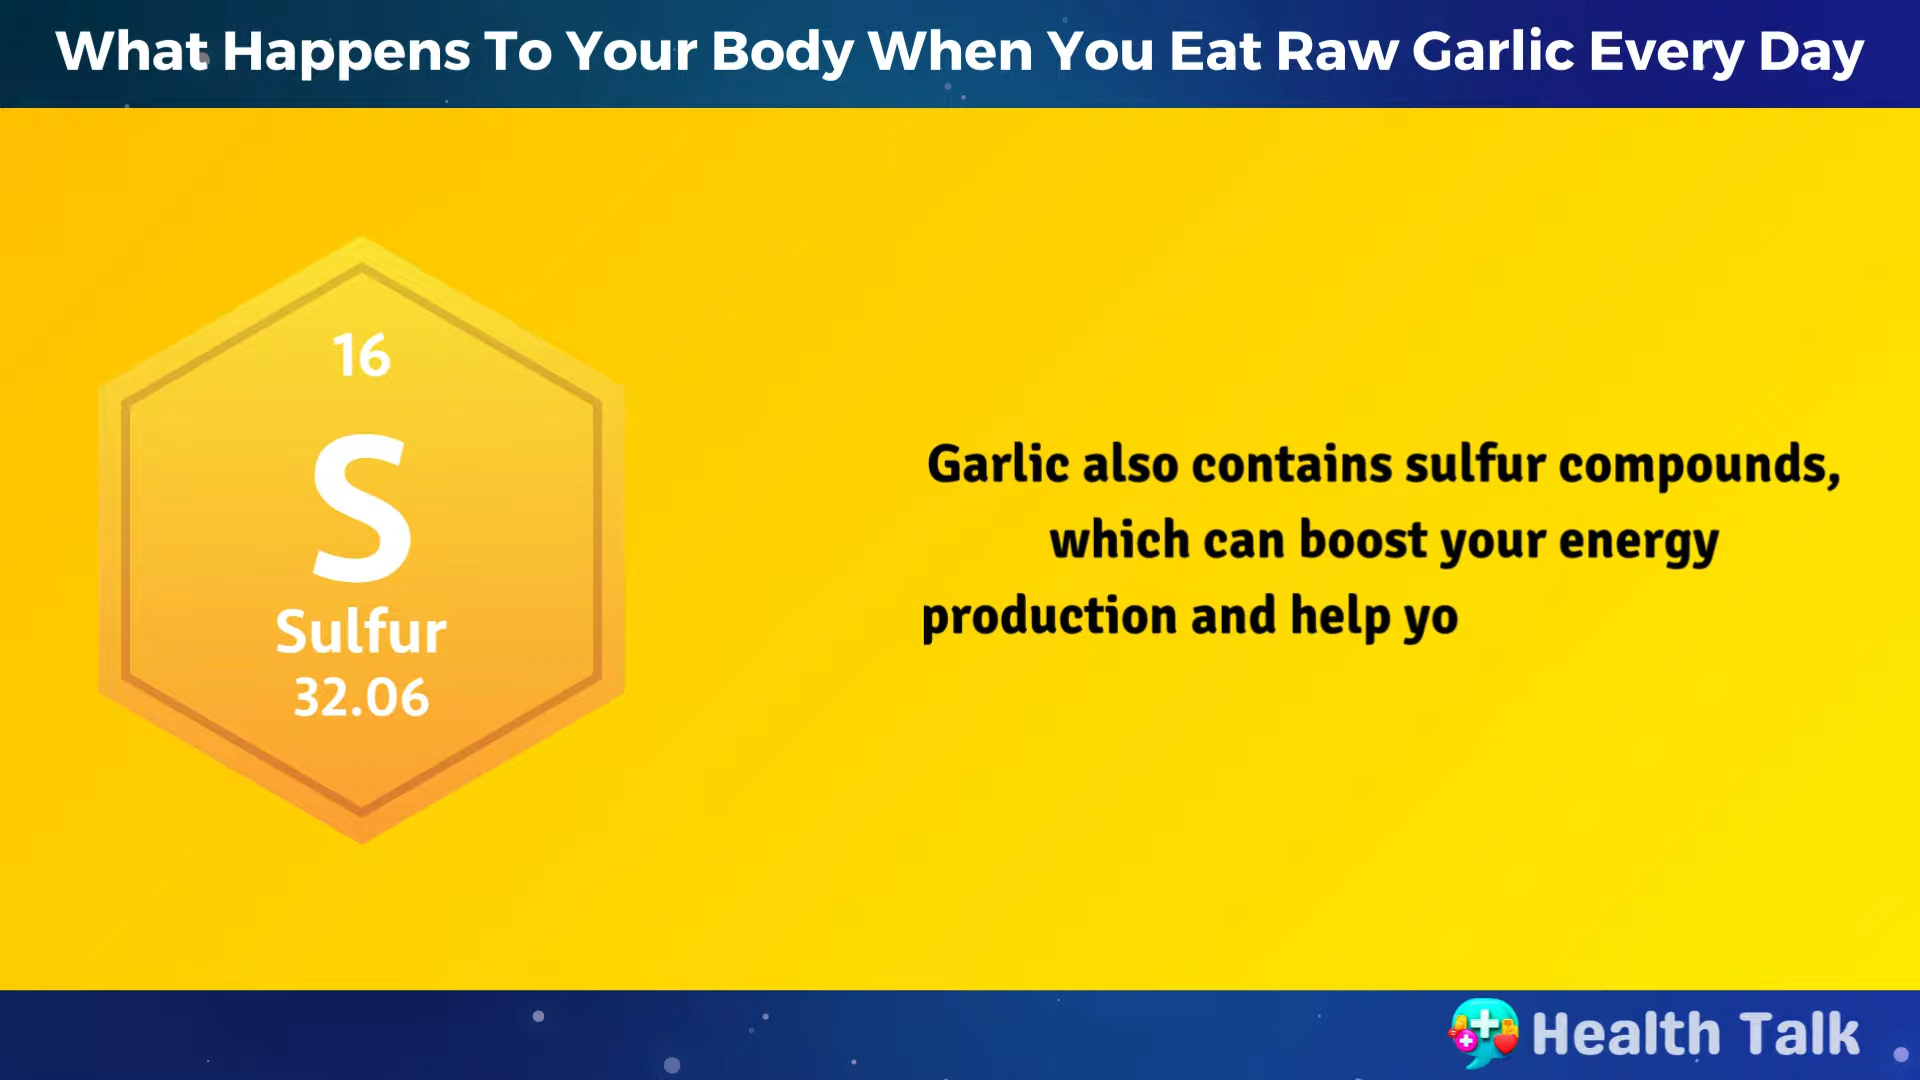 What Happens To Your Body When You Eat Raw Garlic Every Day
16
S
Sulfur
32.06
Garlic also contains sulfur compounds,
which can boost your energy
production and help yo
Health Talk